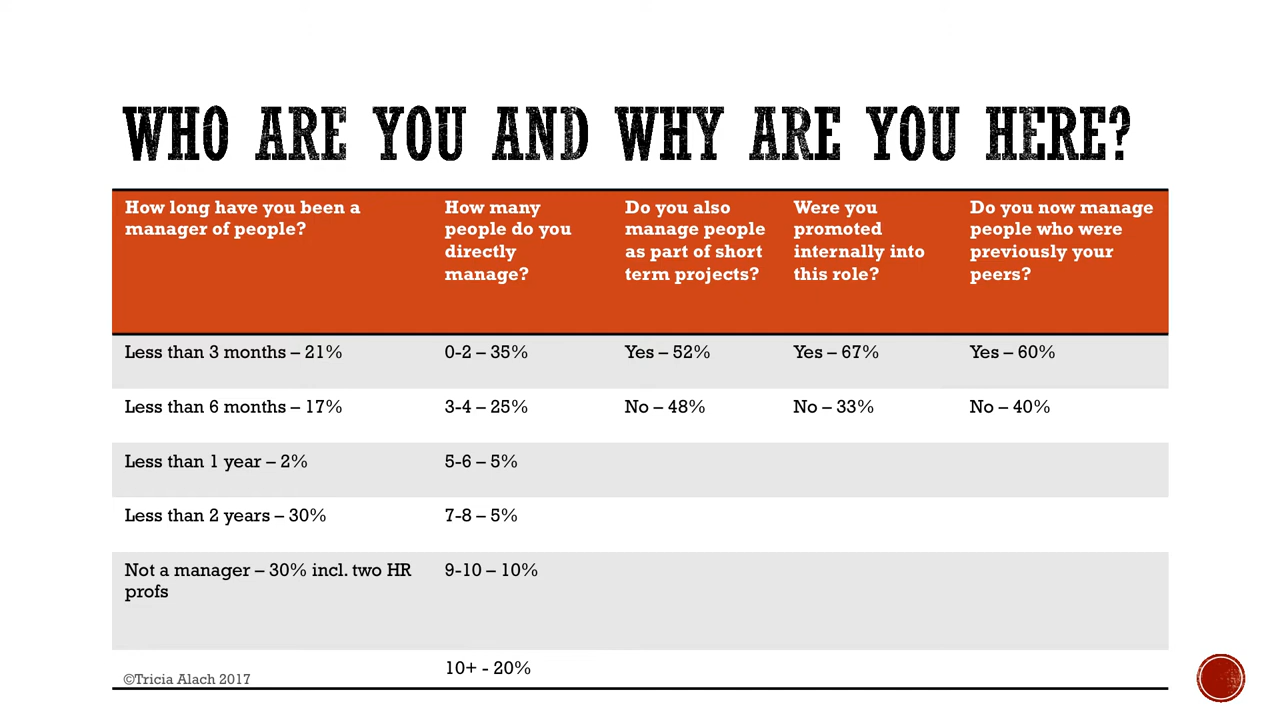 WHO ARE YOU AND WHY ARE YOU HERE?
How long have you been a
manager of people?
How many
people do you
directly
manage?
Do you also
manage people
as part of short
term projects?
Were you
promoted
internally into
this role?
Do you now manage
people who were
previously your
peers?
Less than 3 months – 21%
0-2 – 35%
Yes – 52%
Yes – 67%
Yes – 60%
Less than 6 months – 17%
3-4 – 25%
No – 48%
No – 33%
No – 40%
Less than 1 year – 2%
5-6 – 5%
Less than 2 years – 30%
7-8 – 5%
Not a manager – 30% incl. two HR
profs
9-10 – 10%
10+ - 20%
©Tricia Alach 2017